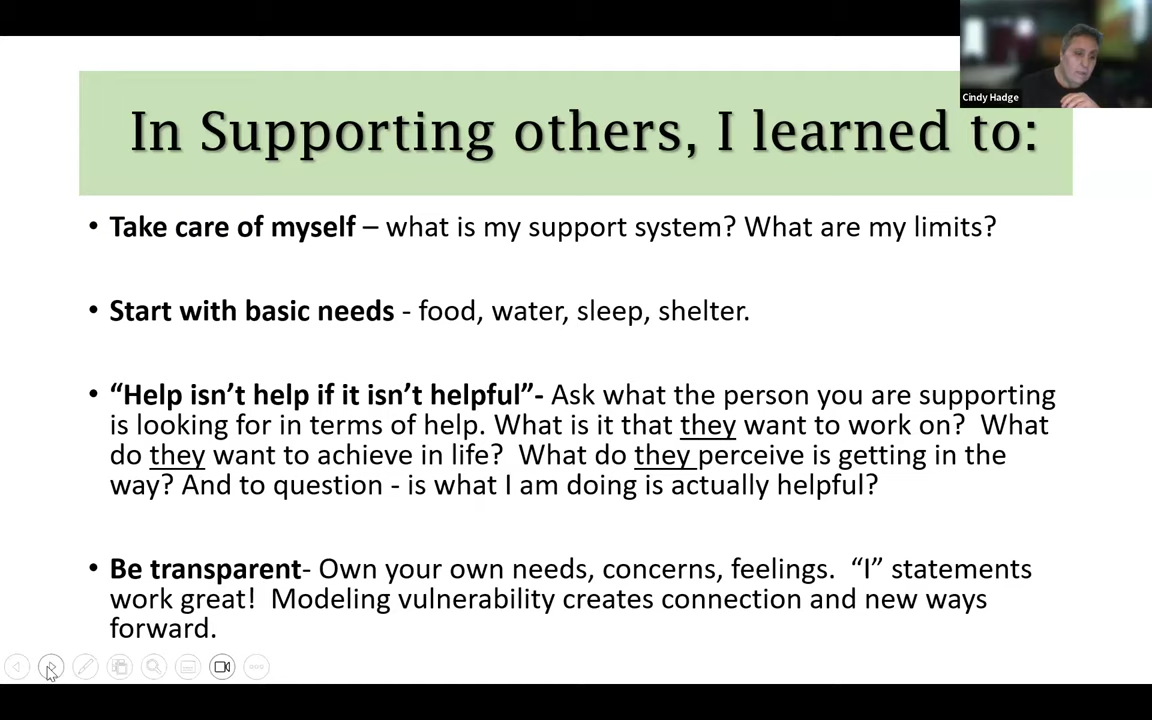 In Supporting others, I learned to:
Cindy Hadge
• Take care of myself – what is my support system? What are my limits?
• Start with basic needs - food, water, sleep, shelter.
• “Help isn’t help if it isn’t helpful”- Ask what the person you are supporting
is looking for in terms of help. What is it that they want to work on?  What
do they want to achieve in life?  What do they perceive is getting in the
way? And to question - is what I am doing is actually helpful?
• Be transparent- Own your own needs, concerns, feelings.  “I” statements
work great!  Modeling vulnerability creates connection and new ways
forward.